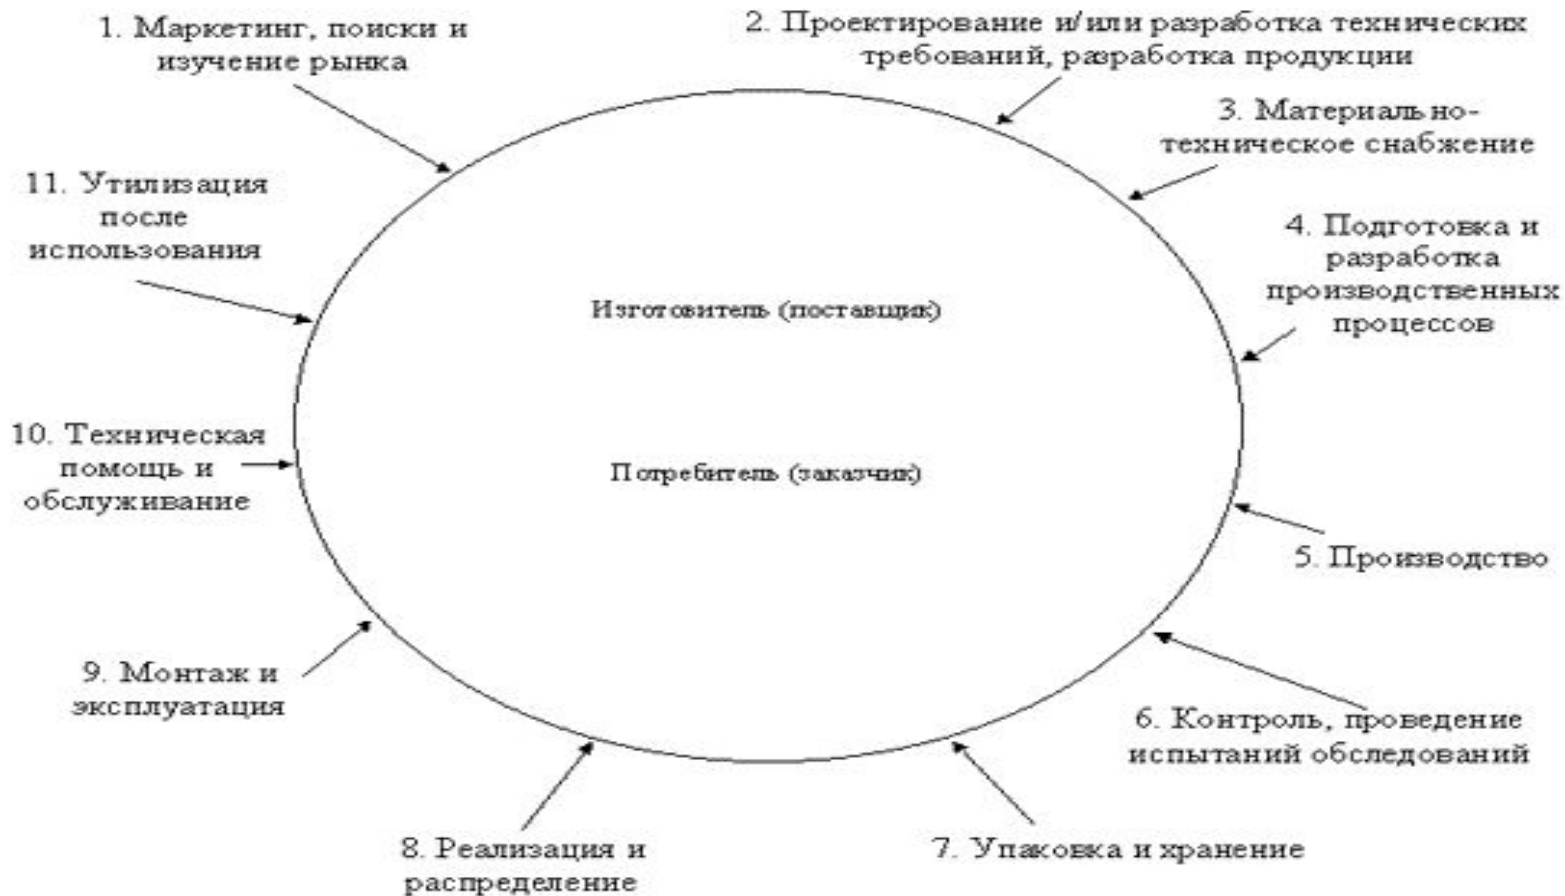 1. Маркетинг, поиски и
изучение рынка
2. Проектирование и/или разработка технических
требований, разработка продукции
3. Материально-
техническое снабжение
4. Подготовка и
разработка
производственных
процессов
5. Производство
6. Контроль, проведение
испытаний обследований
7. Упаковка и хранение
8. Реализация и
распределение
9. Монтаж и
эксплуатация
10. Техническая
помощь и
обслуживание
11. Утилизация
после
использования
Изготовитель (поставщик)
Потребитель (заказчик)